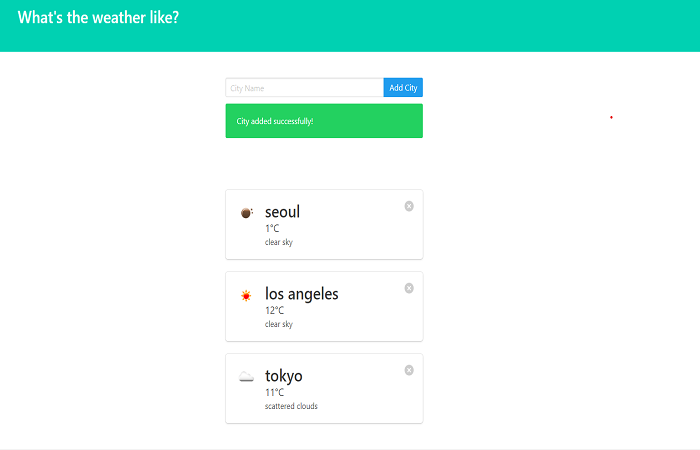 What's the weather like?
City Name
Add City
City added successfully!
seoul
1°C
clear sky
los angeles
12°C
clear sky
tokyo
11°C
scattered clouds